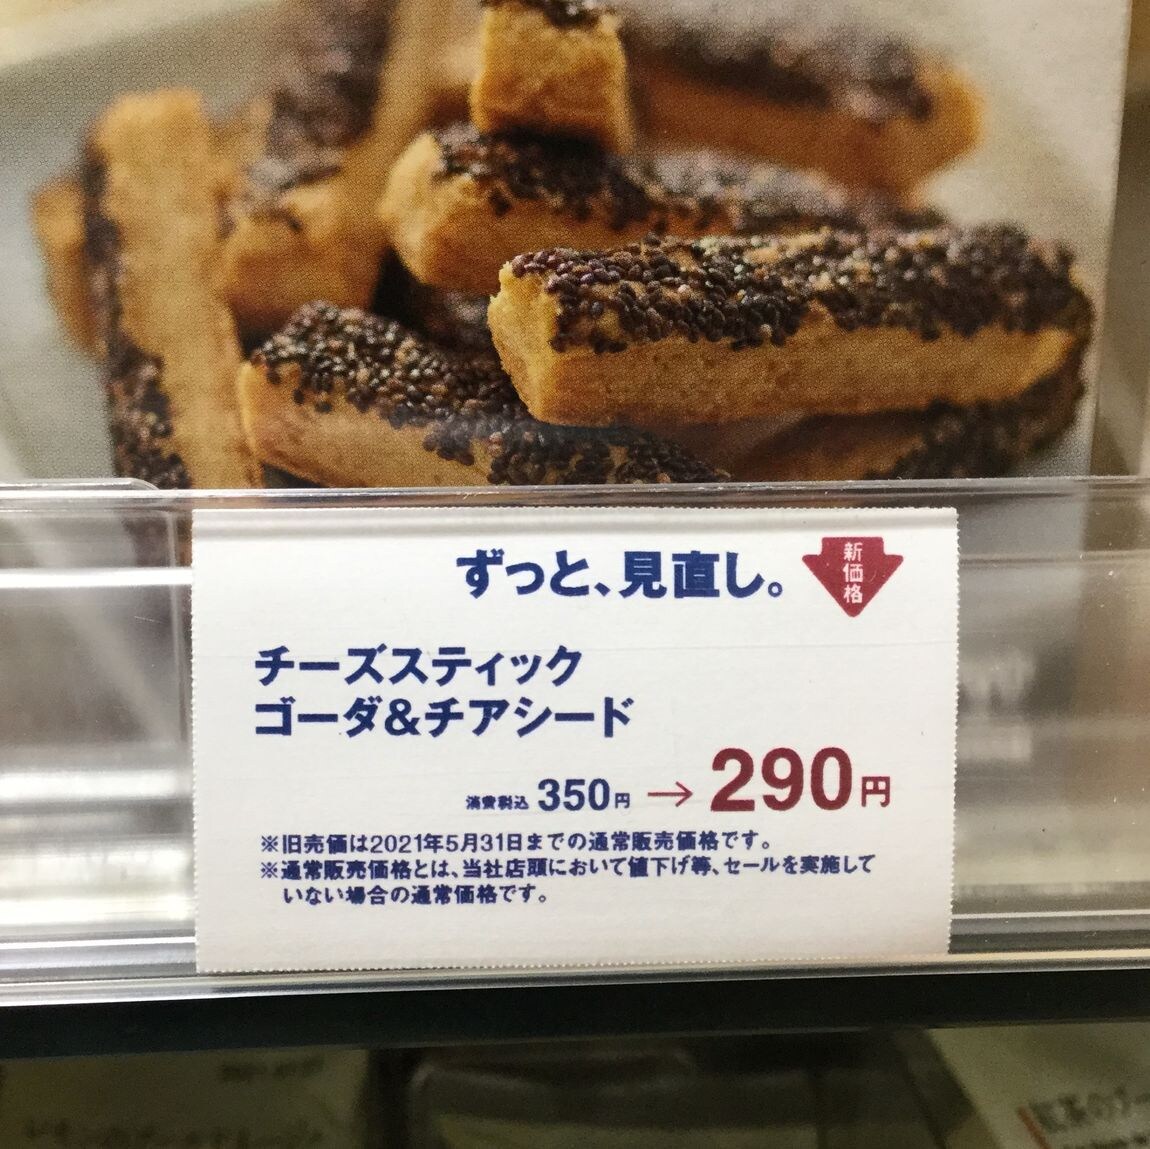 ずっと、見直し。
新価格
チーズスティック
ゴーダ&チアシード
消費税込 350円 → 290円
※旧売価は2021年5月31日までの通常販売価格です。
※通常販売価格とは、当社店頭において値下げ等、セールを実施して
いない場合の通常価格です。